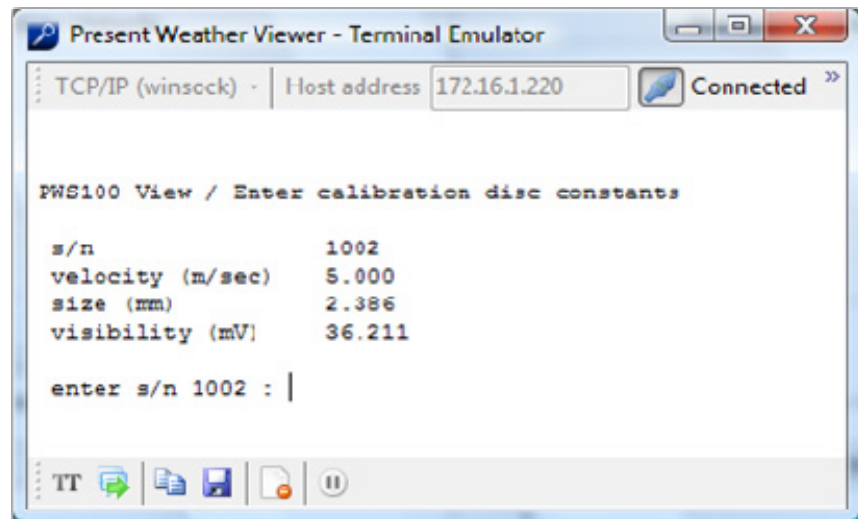 Present Weather Viewer - Terminal Emulator
TCP/IP (winsock) Host address 172.16.1.220 Connected »
PWS100 View / Enter calibration disc constants
s/n 1002
velocity (m/sec) 5.000
size (mm) 2.386
visibility (mV) 36.211
enter s/n 1002 :
TT